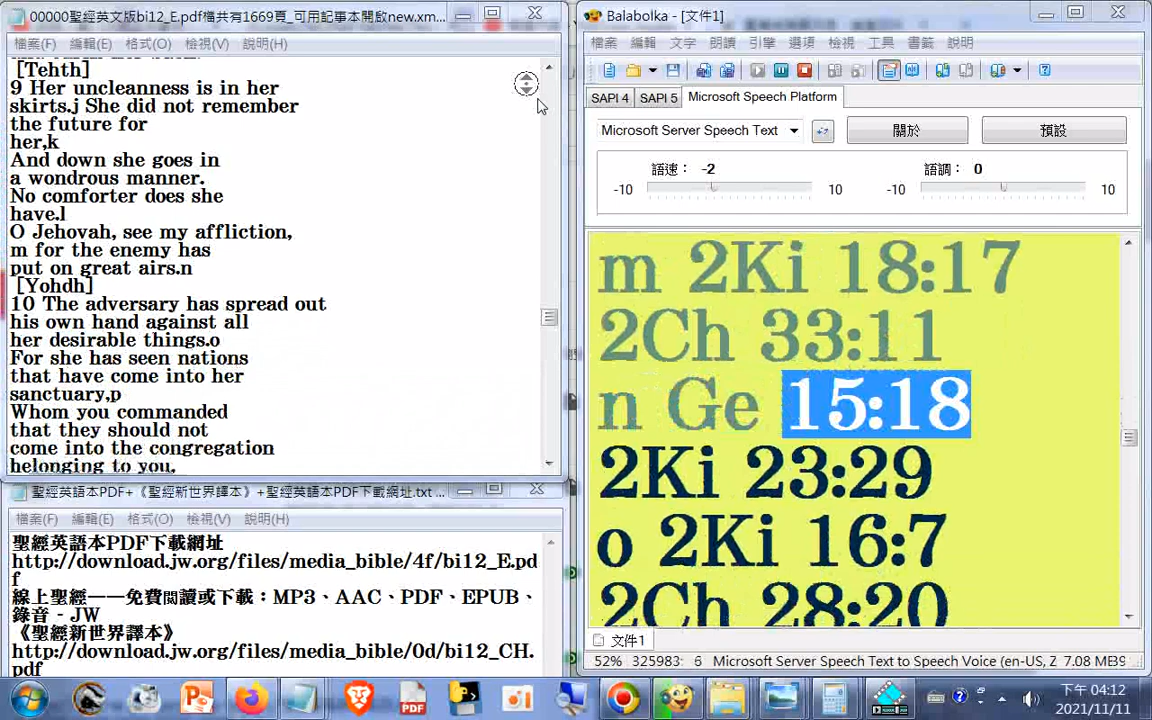 00000聖經英文版bi12_E.pdf檔共有1669頁_可用記事本開啟new.xm...
檔案(F) 編輯(E) 格式(O) 檢視(V) 說明(H)
[Tehth]
9 Her uncleanness is in her
skirts.j She did not remember
the future for
her,k
And down she goes in
a wondrous manner.
No comforter does she
have.l
O Jehovah, see my affliction,
m for the enemy has
put on great airs.n
[Yohdh]
10 The adversary has spread out
his own hand against all
her desirable things.o
For she has seen nations
that have come into her
sanctuary,p
Whom you commanded
that they should not
come into the congregation
belonging to you.
聖經英語本PDF+《聖經新世界譯本》+聖經英語本PDF下載網址.txt ...
檔案(F) 編輯(E) 格式(O) 檢視(V) 說明(H)
聖經英語本PDF下載網址
http://download.jw.org/files/media_bible/4f/bi12_E.pd
f
線上聖經——免費閱讀或下載：MP3、AAC、PDF、EPUB、
錄音 - JW
《聖經新世界譯本》
http://download.jw.org/files/media_bible/0d/bi12_CH.
pdf
Balabolka - [文件1]
檔案 編輯 文字 朗讀 引擎 選項 檢視 工具 書籤 說明
SAPI 4 SAPI 5 Microsoft Speech Platform
Microsoft Server Speech Text 關於 預設
語速： -2 語調： 0
-10 10 -10 10
m 2Ki 18:17
2Ch 33:11
n Ge 15:18
2Ki 23:29
o 2Ki 16:7
2Ch 28:20
文件1
52% 325983: 6 Microsoft Server Speech Text to Speech Voice (en-US, Z 7.08 MB
下午 04:12
2021/11/11